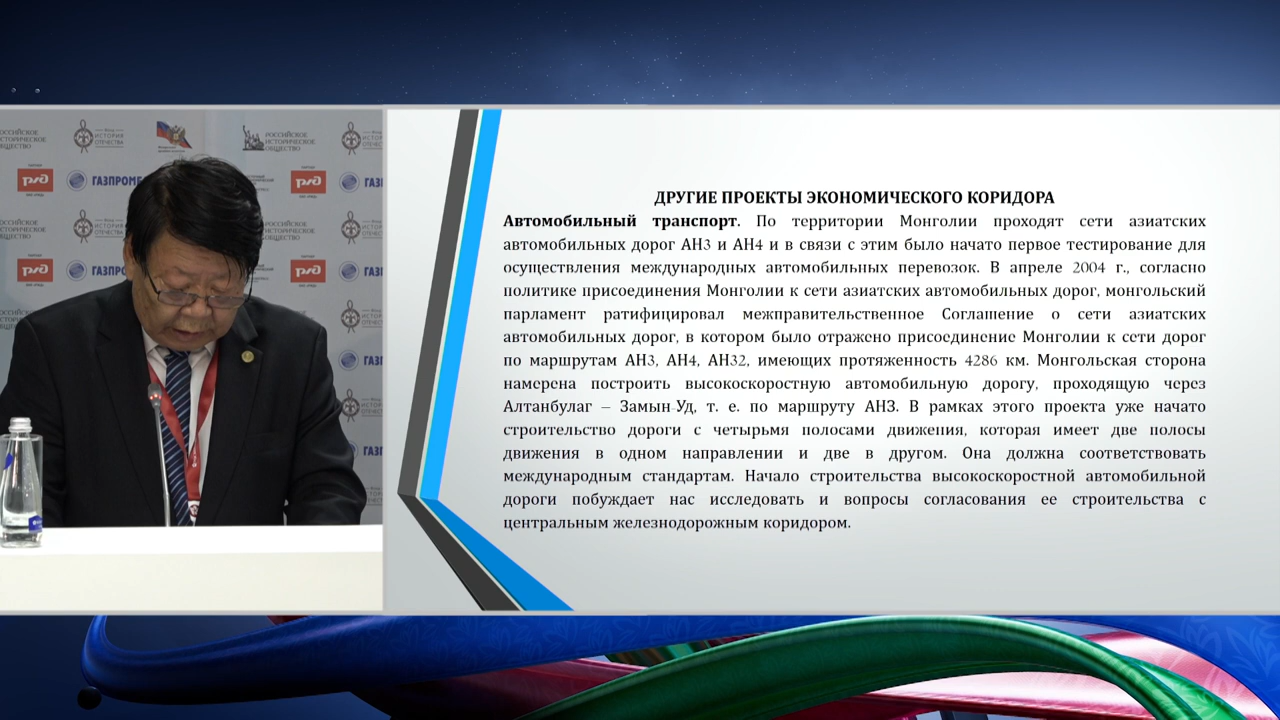 РОССИЙСКОЕ
ИСТОРИЧЕСКОЕ
ОБЩЕСТВО
ИСТОРИЯ
ОТЕЧЕСТВА
ГАЗПРОМ
ДРУГИЕ ПРОЕКТЫ ЭКОНОМИЧЕСКОГО КОРИДОРА
Автомобильный транспорт. По территории Монголии проходят сети азиатских
автомобильных дорог АН3 и АН4 и в связи с этим было начато первое тестирование для
осуществления международных автомобильных перевозок. В апреле 2004 г., согласно
политике присоединения Монголии к сети азиатских автомобильных дорог, монгольский
парламент ратифицировал межправительственное Соглашение о сети азиатских
автомобильных дорог, в котором было отражено присоединение Монголии к сети дорог
по маршрутам АН3, АН4, АН32, имеющих протяженность 4286 км. Монгольская сторона
намерена построить высокоскоростную автомобильную дорогу, проходящую через
Алтанбулаг – Замын-Уд, т. е. по маршруту АН3. В рамках этого проекта уже начато
строительство дороги с четырьмя полосами движения, которая имеет две полосы
движения в одном направлении и две в другом. Она должна соответствовать
международным стандартам. Начало строительства высокоскоростной автомобильной
дороги побуждает нас исследовать и вопросы согласования ее строительства с
центральным железнодорожным коридором.